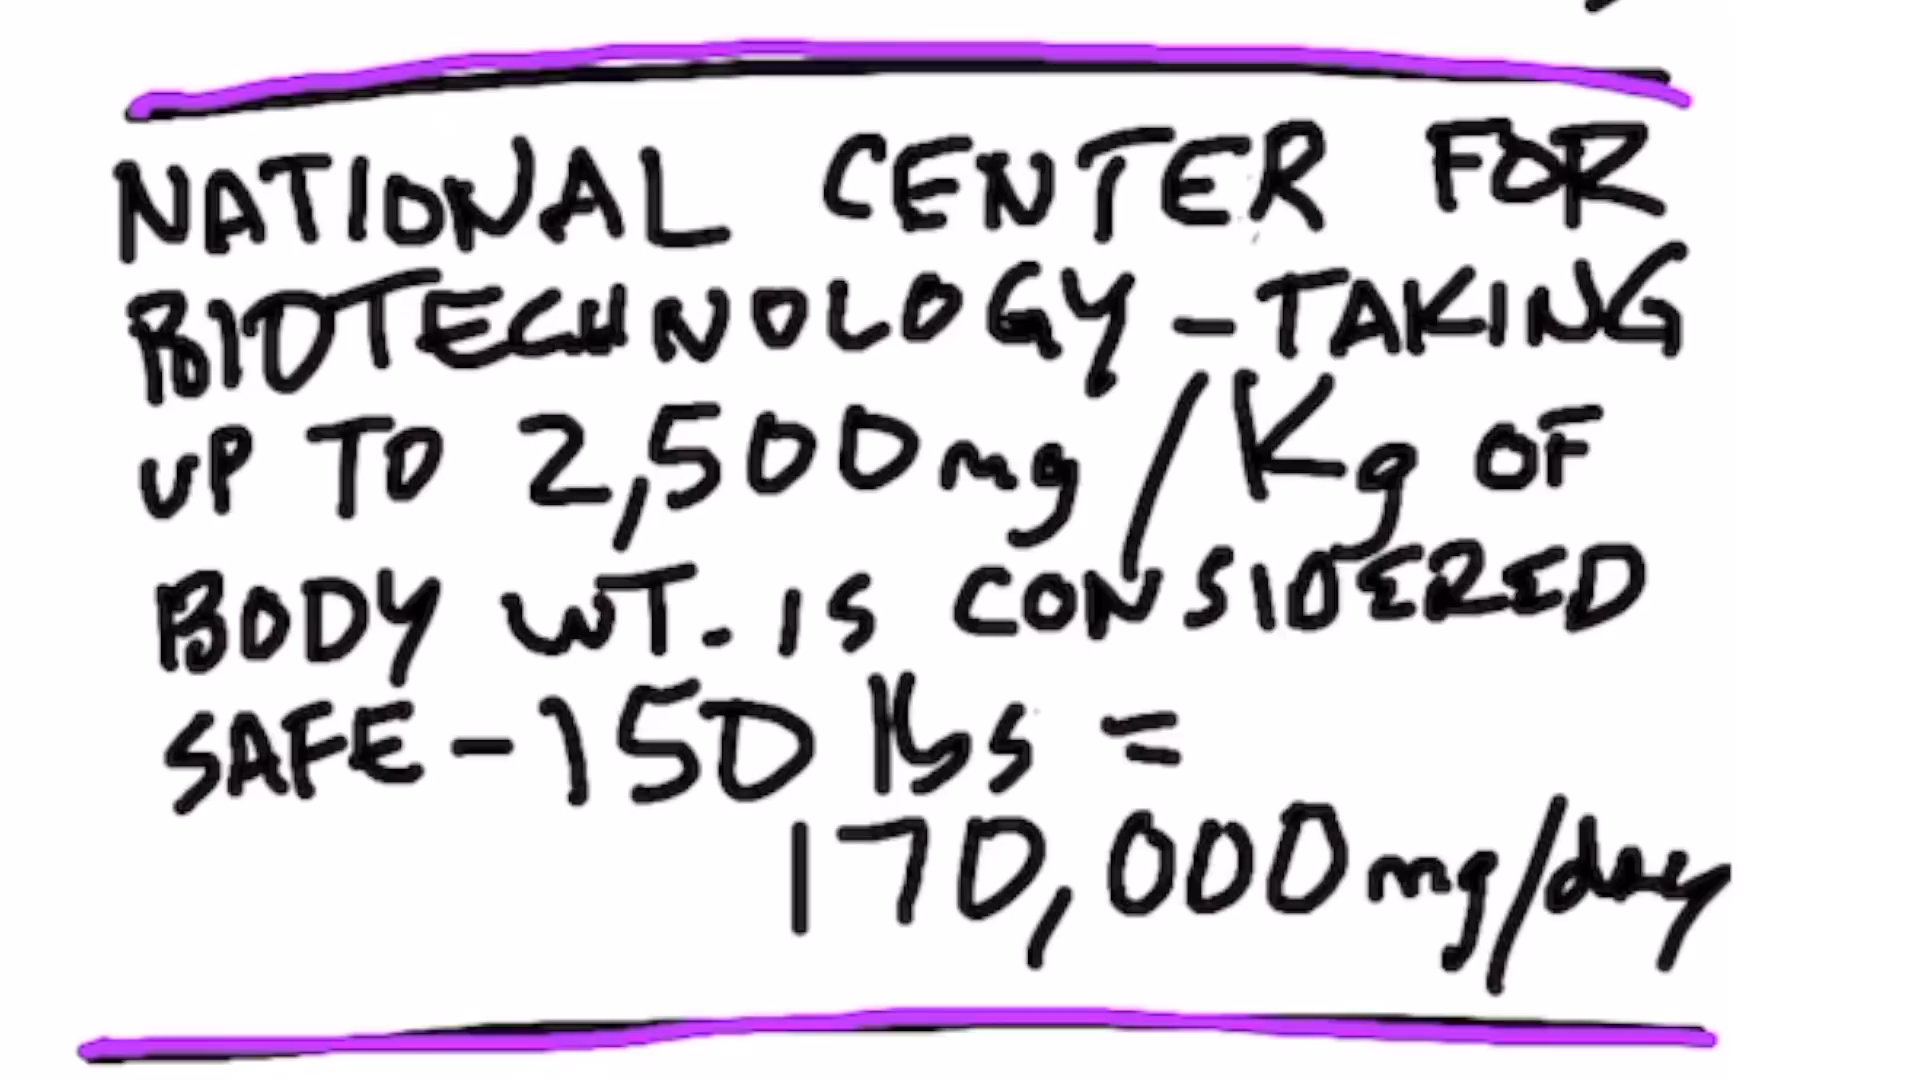 NATIONAL CENTER FOR
BIOTECHNOLOGY - TAKING
UP TO 2,500mg/Kg OF
BODY WT. IS CONSIDERED
SAFE - 150 lbs =
170,000mg/day